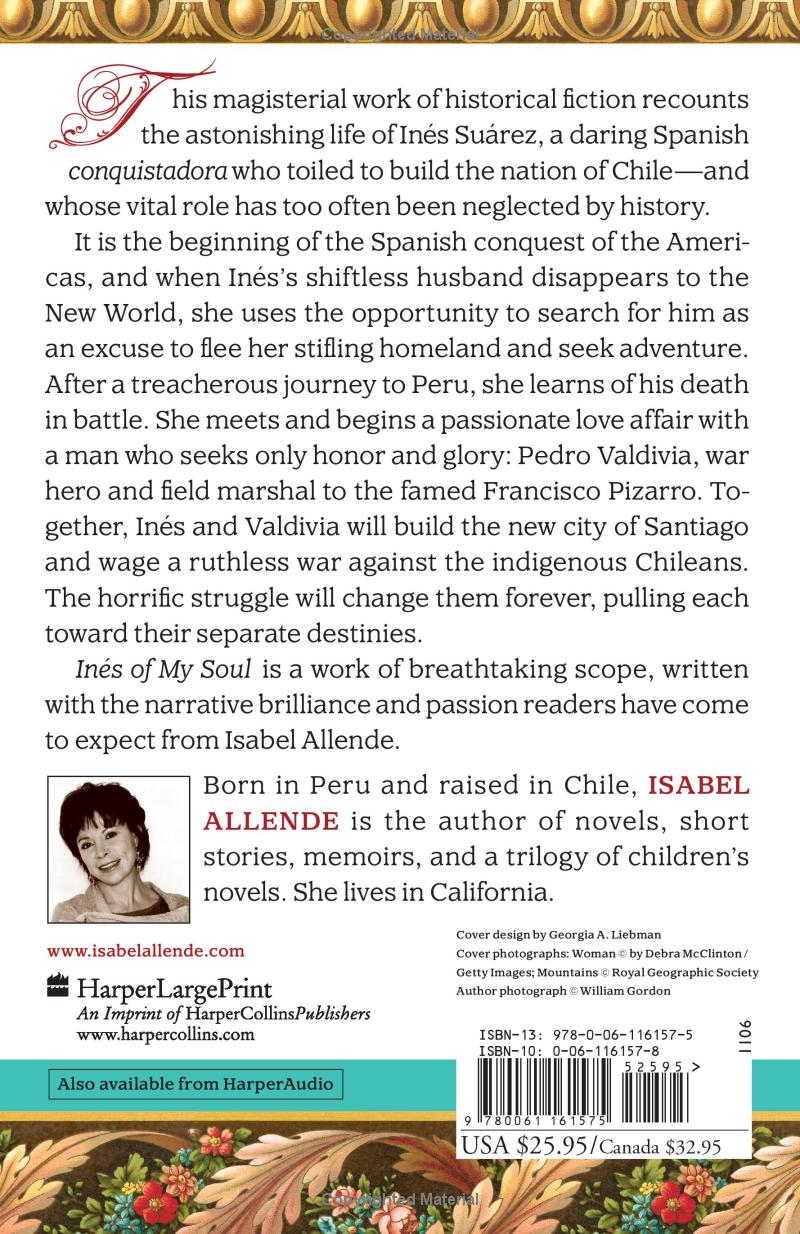 Copyrighted Material
This magisterial work of historical fiction recounts
the astonishing life of Inés Suárez, a daring Spanish
conquistadora who toiled to build the nation of Chile—and
whose vital role has too often been neglected by history.
It is the beginning of the Spanish conquest of the Ameri-
cas, and when Inés’s shiftless husband disappears to the
New World, she uses the opportunity to search for him as
an excuse to flee her stifling homeland and seek adventure.
After a treacherous journey to Peru, she learns of his death
in battle. She meets and begins a passionate love affair with
a man who seeks only honor and glory: Pedro Valdivia, war
hero and field marshal to the famed Francisco Pizarro. To-
gether, Inés and Valdivia will build the new city of Santiago
and wage a ruthless war against the indigenous Chileans.
The horrific struggle will change them forever, pulling each
toward their separate destinies.
Inés of My Soul is a work of breathtaking scope, written
with the narrative brilliance and passion readers have come
to expect from Isabel Allende.
Born in Peru and raised in Chile, ISABEL
ALLENDE is the author of novels, short
stories, memoirs, and a trilogy of children’s
novels. She lives in California.
www.isabelallende.com
HarperLargePrint
An Imprint of HarperCollinsPublishers
www.harpercollins.com
Also available from HarperAudio
Cover design by Georgia A. Liebman
Cover photographs: Woman © by Debra McClinton/
Getty Images; Mountains © Royal Geographic Society
Author photograph © William Gordon
ISBN-13: 978-0-06-116157-5
ISBN-10: 0-06-116157-8
1106
52595>
9 780061 161575
USA $25.95/Canada $32.95
Copyrighted Material